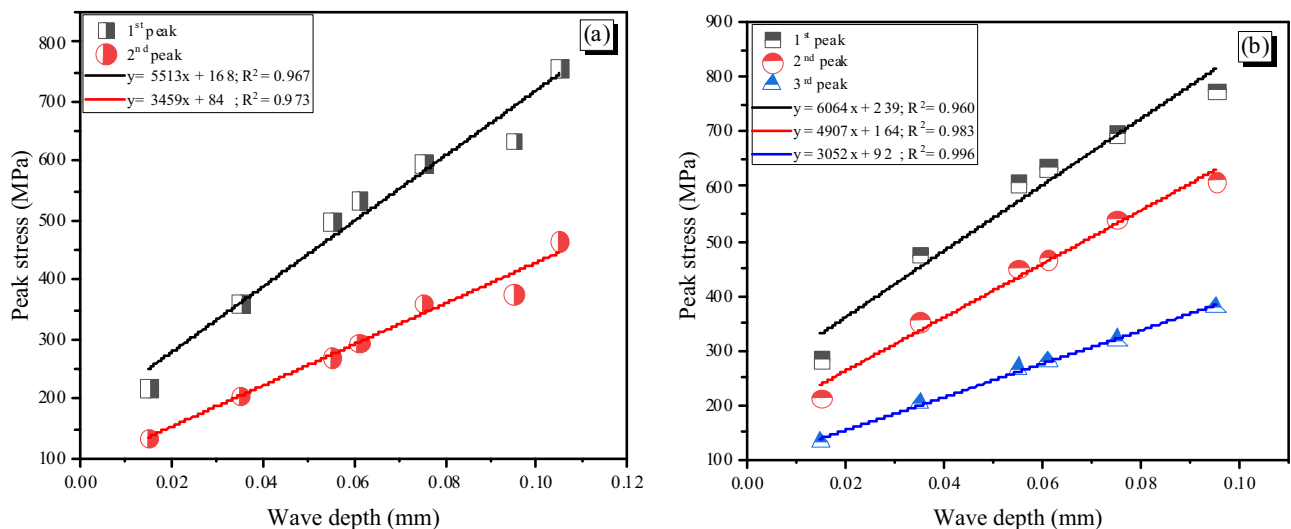 (a)
1st peak
2nd peak
y= 5513x + 168; R2 = 0.967
y= 3459x + 84 ; R2 = 0.973
800
700
600
500
400
300
200
100
Peak stress (MPa)
0.00 0.02 0.04 0.06 0.08 0.10 0.12
Wave depth (mm)
(b)
1st peak
2nd peak
3rd peak
y = 6064x + 239; R2 = 0.960
y = 4907x + 164; R2 = 0.983
y = 3052x + 92 ; R2 = 0.996
900
800
700
600
500
400
300
200
100
Peak stress (MPa)
0.00 0.02 0.04 0.06 0.08 0.10
Wave depth (mm)